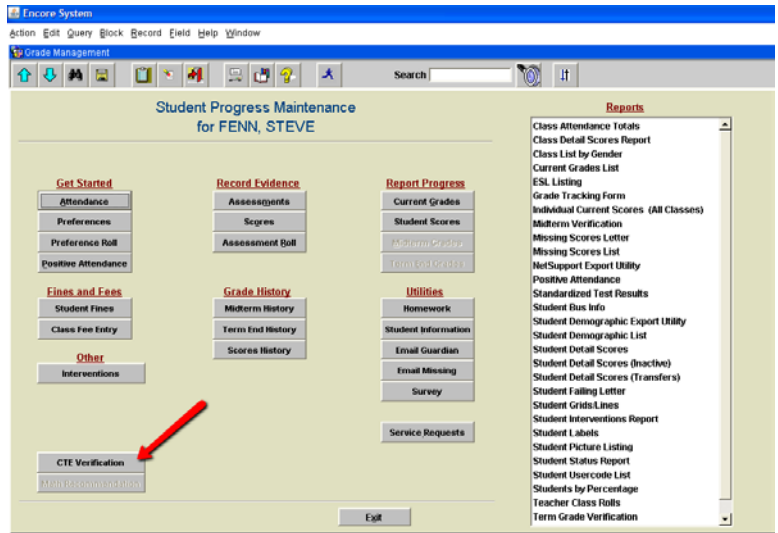 Encore System
Action Edit Query Block Record Field Help Window
Grade Management
Search
Student Progress Maintenance
for FENN, STEVE
Get Started
Attendance
Preferences
Preference Roll
Positive Attendance
Fines and Fees
Student Fines
Class Fee Entry
Other
Interventions
CTE Verification
Math Recommendation
Record Evidence
Assessments
Scores
Assessment Roll
Grade History
Midterm History
Term End History
Scores History
Report Progress
Current Grades
Student Scores
Midterm Grades
Term End Grades
Utilities
Homework
Student Information
Email Guardian
Email Missing
Survey
Service Requests
Exit
Reports
Class Attendance Totals
Class Detail Scores Report
Class List by Gender
Current Grades List
ESL Listing
Grade Tracking Form
Individual Current Scores (All Classes)
Midterm Verification
Missing Scores Letter
Missing Scores List
NetSupport Export Utility
Positive Attendance
Standardized Test Results
Student Bus Info
Student Demographic Export Utility
Student Demographic List
Student Detail Scores
Student Detail Scores (Inactive)
Student Detail Scores (Transfers)
Student Failing Letter
Student Grids/Lines
Student Interventions Report
Student Labels
Student Picture Listing
Student Status Report
Student Usercode List
Students by Percentage
Teacher Class Rolls
Term Grade Verification